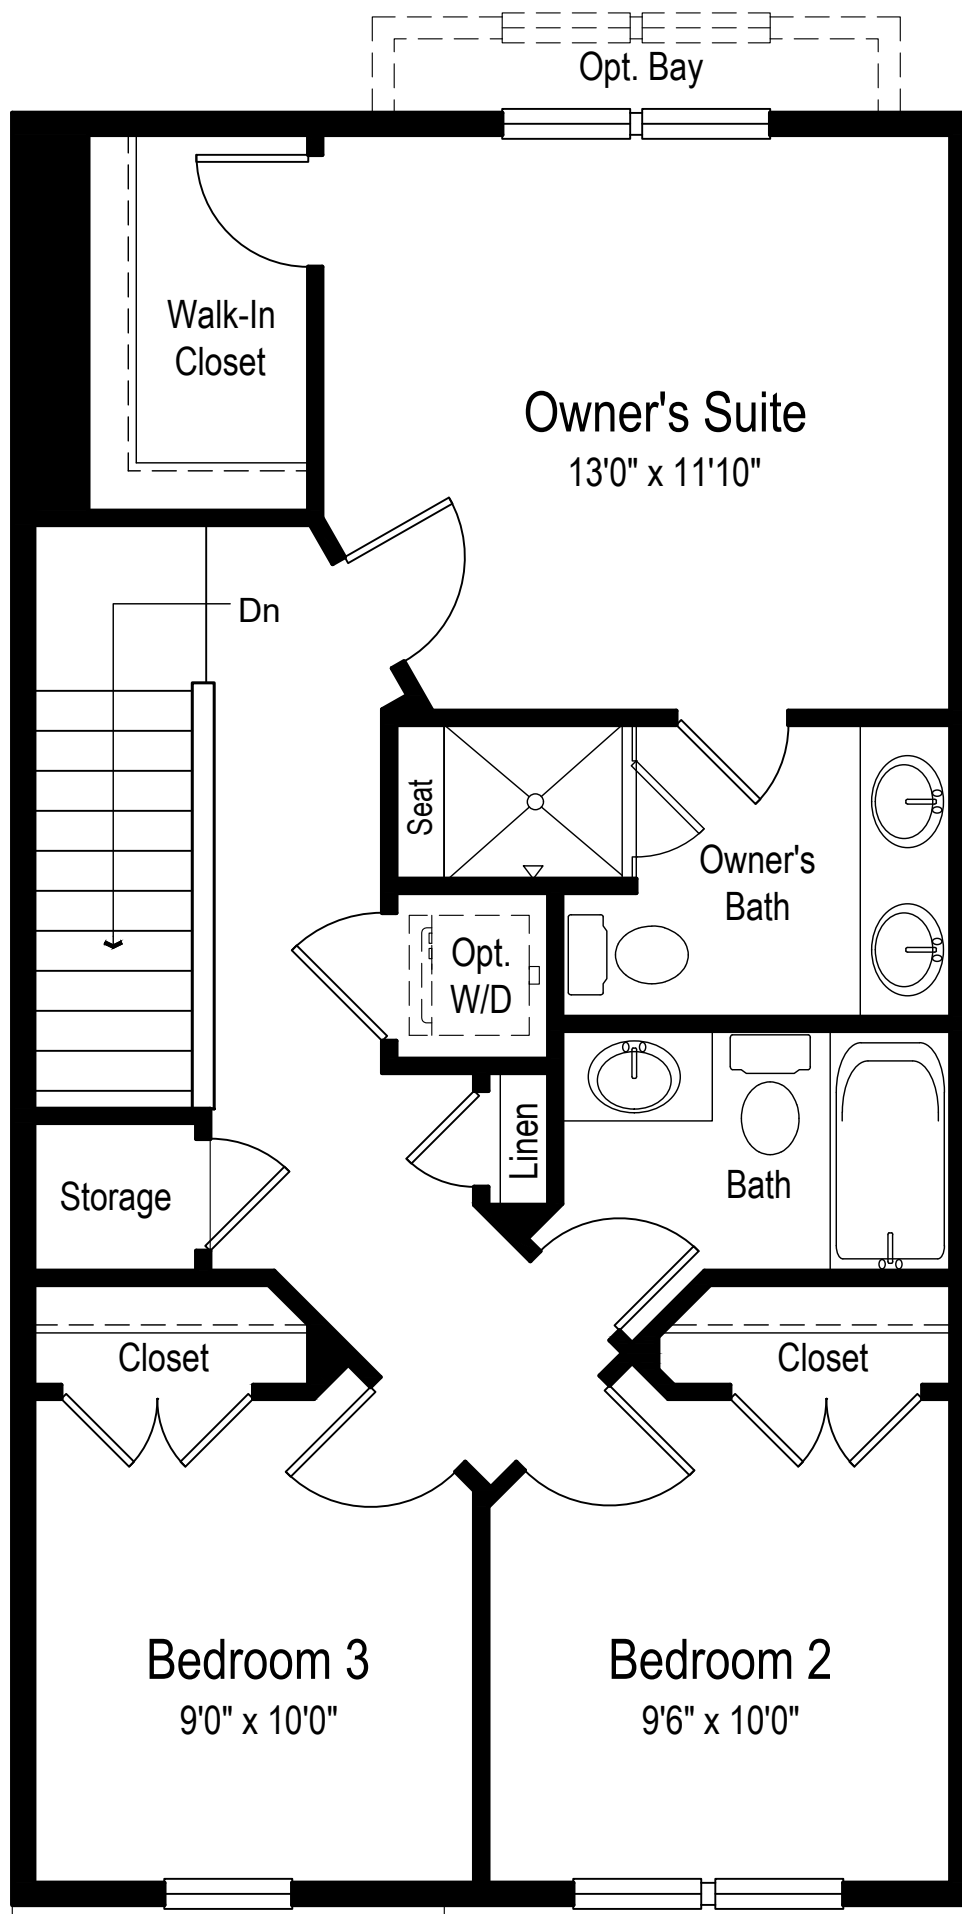 Opt. Bay
Walk-In
Closet
Owner's Suite
13'0" x 11'10"
Dn
Seat
Owner's
Bath
Opt.
W/D
Linen
Bath
Storage
Closet
Closet
Bedroom 3
9'0" x 10'0"
Bedroom 2
9'6" x 10'0"